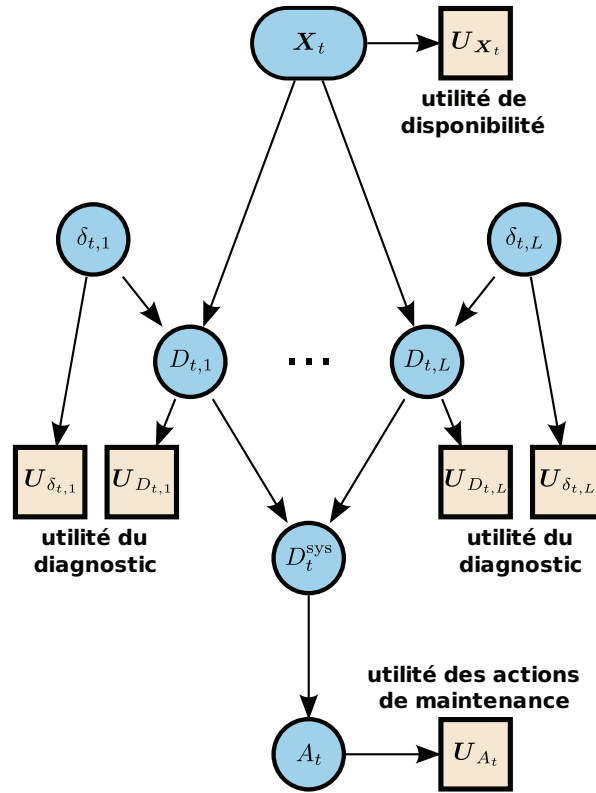 X_t
U_{X_t}
utilité de
disponibilité
δ_{t,1}
δ_{t,L}
D_{t,1}
...
D_{t,L}
U_{δ_{t,1}}
U_{D_{t,1}}
U_{D_{t,L}}
U_{δ_{t,L}}
utilité du
diagnostic
utilité du
diagnostic
D_t^{sys}
utilité des actions
de maintenance
A_t
U_{A_t}